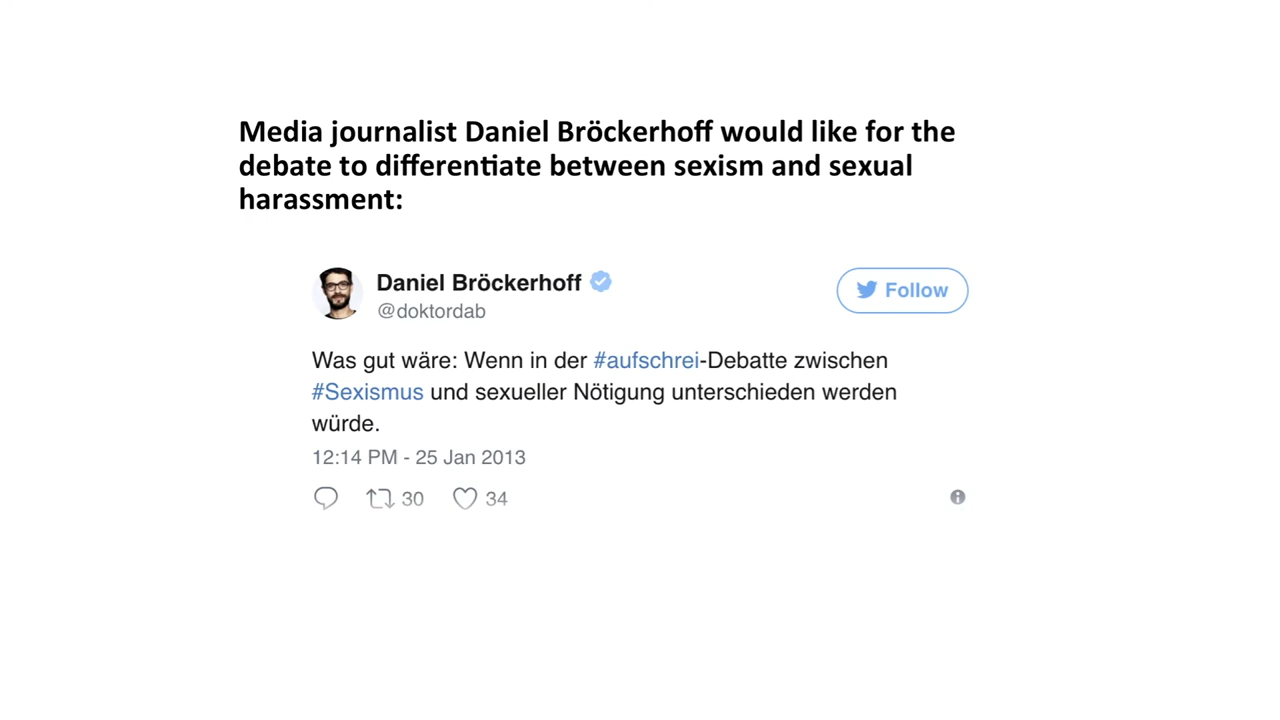 Media journalist Daniel Bröckerhoff would like for the
debate to differentiate between sexism and sexual
harassment:
Daniel Bröckerhoff
Follow
@doktordab
Was gut wäre: Wenn in der #aufschrei-Debatte zwischen
#Sexismus und sexueller Nötigung unterschieden werden
würde.
12:14 PM - 25 Jan 2013
30 34